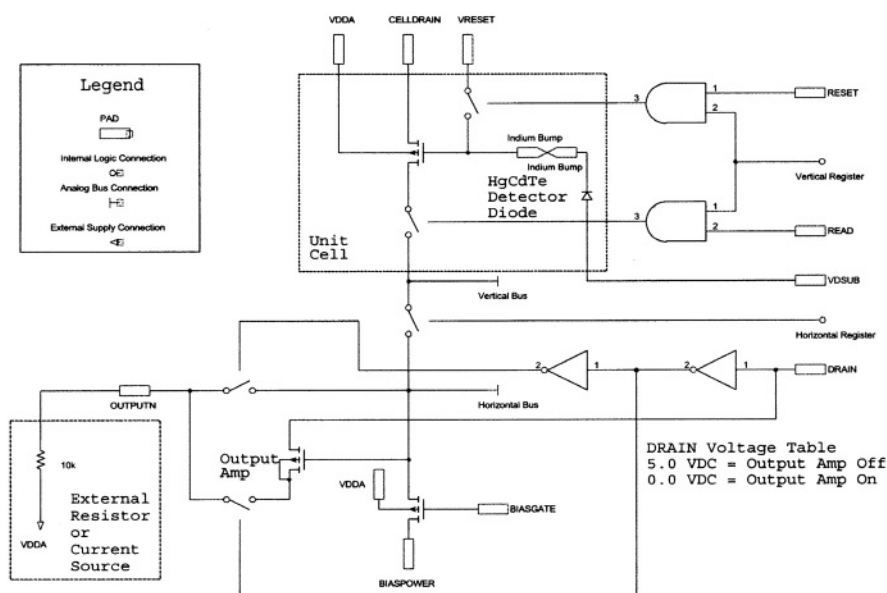 VDDA
CELLDRAIN
VRESET
Legend
PAD
Internal Logic Connection
Analog Bus Connection
External Supply Connection
3
1
2
RESET
Indium Bump
Indium Bump
HgCdTe
Detector
Diode
Vertical Register
3
1
2
READ
Unit
Cell
VDSUB
Vertical Bus
Horizontal Register
2
1
2
1
DRAIN
OUTPUTN
Horizontal Bus
10k
VDDA
External
Resistor
or
Current
Source
Output
Amp
VDDA
BIASGATE
BIASPOWER
DRAIN Voltage Table
5.0 VDC = Output Amp Off
0.0 VDC = Output Amp On